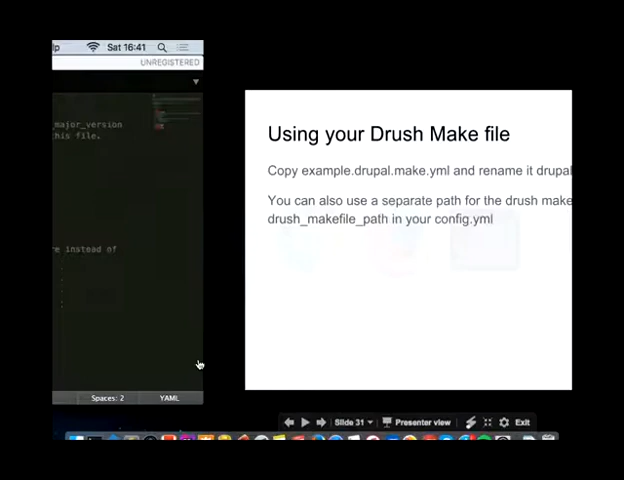 lp Sat 16:41
UNREGISTERED
major_version
his file.
e instead of
Spaces: 2 YAML
Using your Drush Make file
Copy example.drupal.make.yml and rename it drupal
You can also use a separate path for the drush make
drush_makefile_path in your config.yml
Slide 31 Presenter view Exit